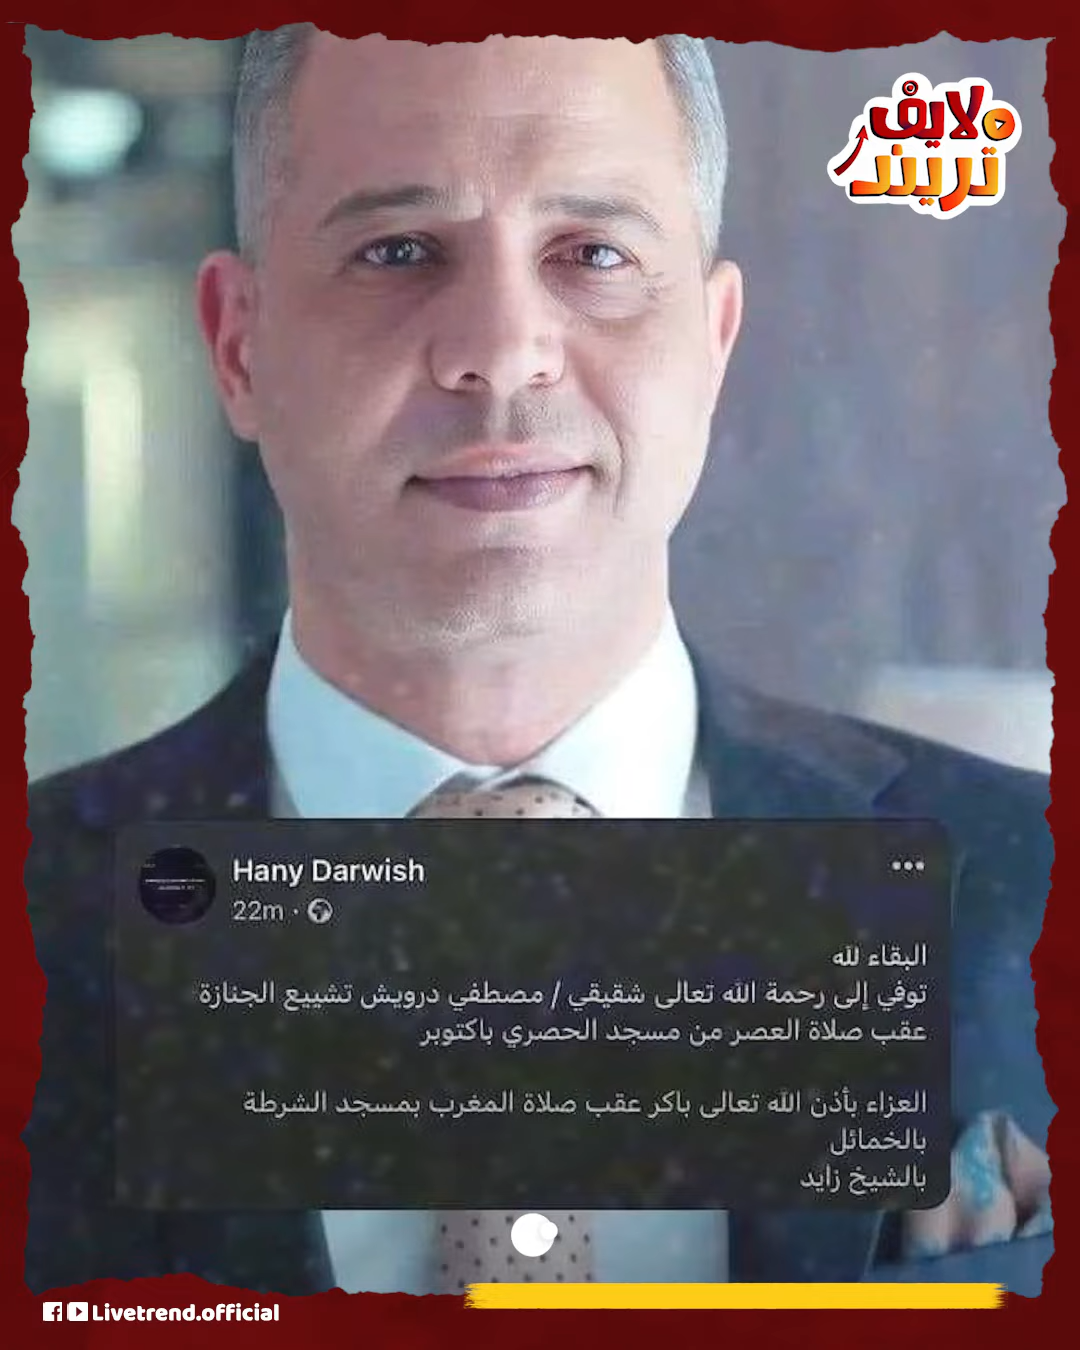 لايف
تريند
Hany Darwish
22m
البقاء لله
توفي إلى رحمة الله تعالى شقيقي / مصطفي درويش تشييع الجنازة
عقب صلاة العصر من مسجد الحصري باكتوبر
العزاء بأذن الله تعالى باكر عقب صلاة المغرب بمسجد الشرطة
بالخمائل
بالشيخ زايد
Livetrend.official